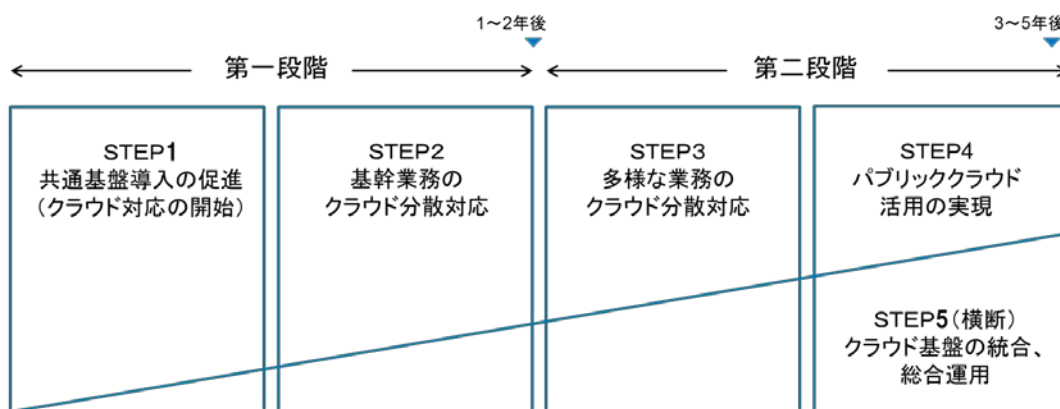 1～2年後
3～5年後
第一段階
第二段階
STEP1
共通基盤導入の促進
（クラウド対応の開始）
STEP2
基幹業務の
クラウド分散対応
STEP3
多様な業務の
クラウド分散対応
STEP4
パブリッククラウド
活用の実現
STEP5（横断）
クラウド基盤の統合、
総合運用